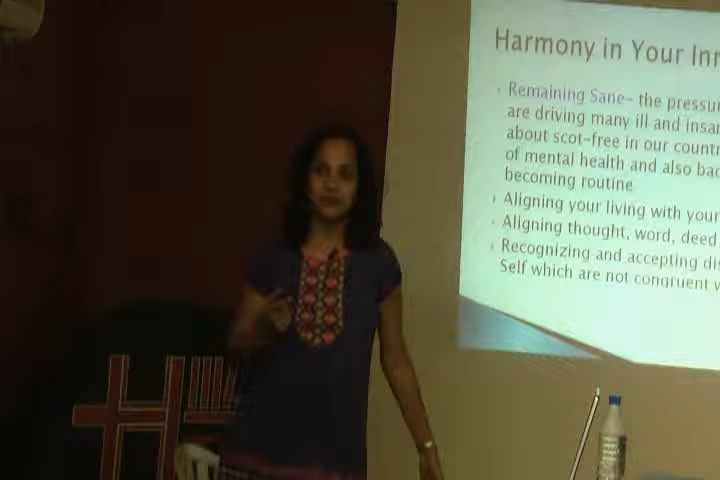 Harmony in Your Inn
Remaining Sane- the pressu
are driving many ill and insa
about scot-free in our countr
of mental health and also bac
becoming routine
Aligning your living with your
Aligning thought, word, deed
Recognizing and accepting dis
Self which are not congruent w